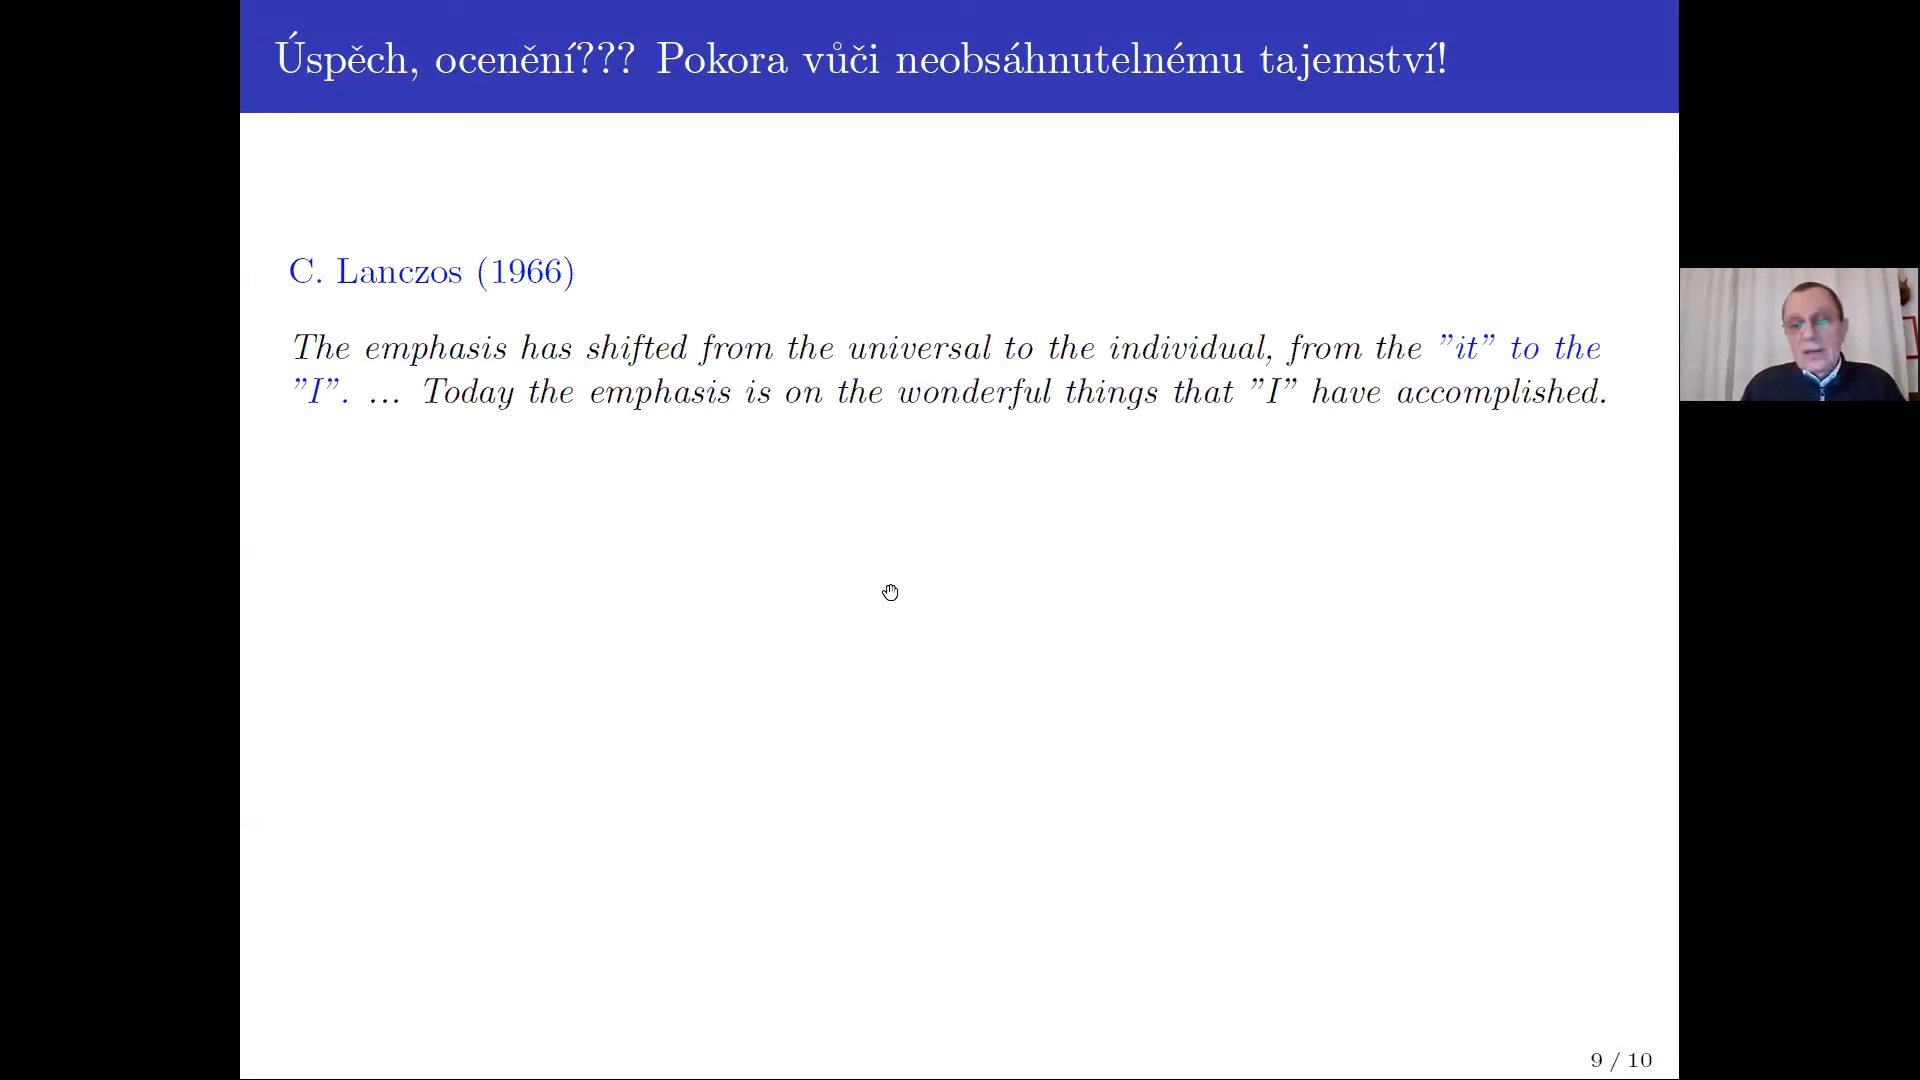 Úspěch, ocenění??? Pokora vůči neobsáhnutelnému tajemství!
C. Lanczos (1966)
The emphasis has shifted from the universal to the individual, from the "it" to the
"I". ... Today the emphasis is on the wonderful things that "I" have accomplished.
9 / 10